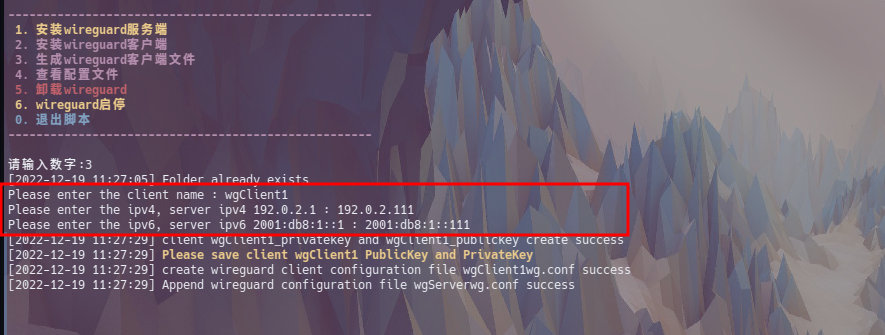 ----------------------------------------------------
1. 安装wireguard服务端
2. 安装wireguard客户端
3. 生成wireguard客户端文件
4. 查看配置文件
5. 卸载wireguard
6. wireguard启停
0. 退出脚本
----------------------------------------------------
请输入数字:3
[2022-12-19 11:27:05] Folder already exists
Please enter the client name : wgClient1
Please enter the ipv4, server ipv4 192.0.2.1 : 192.0.2.111
Please enter the ipv6, server ipv6 2001:db8:1::1 : 2001:db8:1::111
[2022-12-19 11:27:29] client wgClient1_privatekey and wgClient1_publickey create success
[2022-12-19 11:27:29] Please save client wgClient1 PublicKey and PrivateKey
[2022-12-19 11:27:29] create wireguard client configuration file wgClient1wg.conf success
[2022-12-19 11:27:29] Append wireguard configuration file wgServerwg.conf success